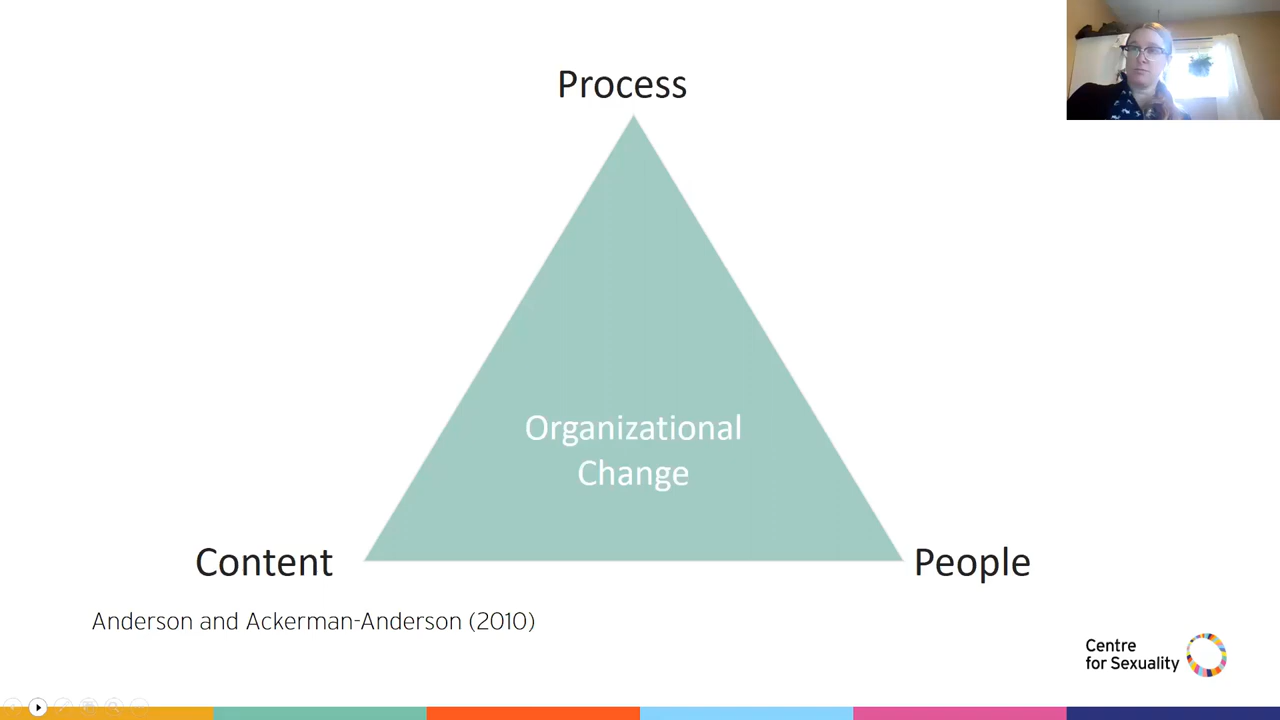 Process
Organizational
Change
Content
People
Anderson and Ackerman-Anderson (2010)
Centre
for Sexuality